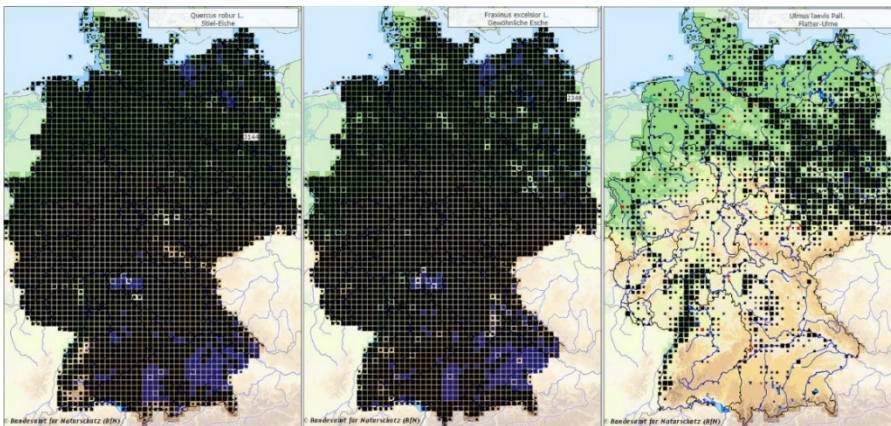 Quercus robur L.
Stiel-Eiche
Fraxinus excelsior L.
Gewöhnliche Esche
Ulmus laevis Pall.
Flatter-Ulme
© Bundesamt für Naturschutz (BfN)
© Bundesamt für Naturschutz (BfN)
© Bundesamt für Naturschutz (BfN)